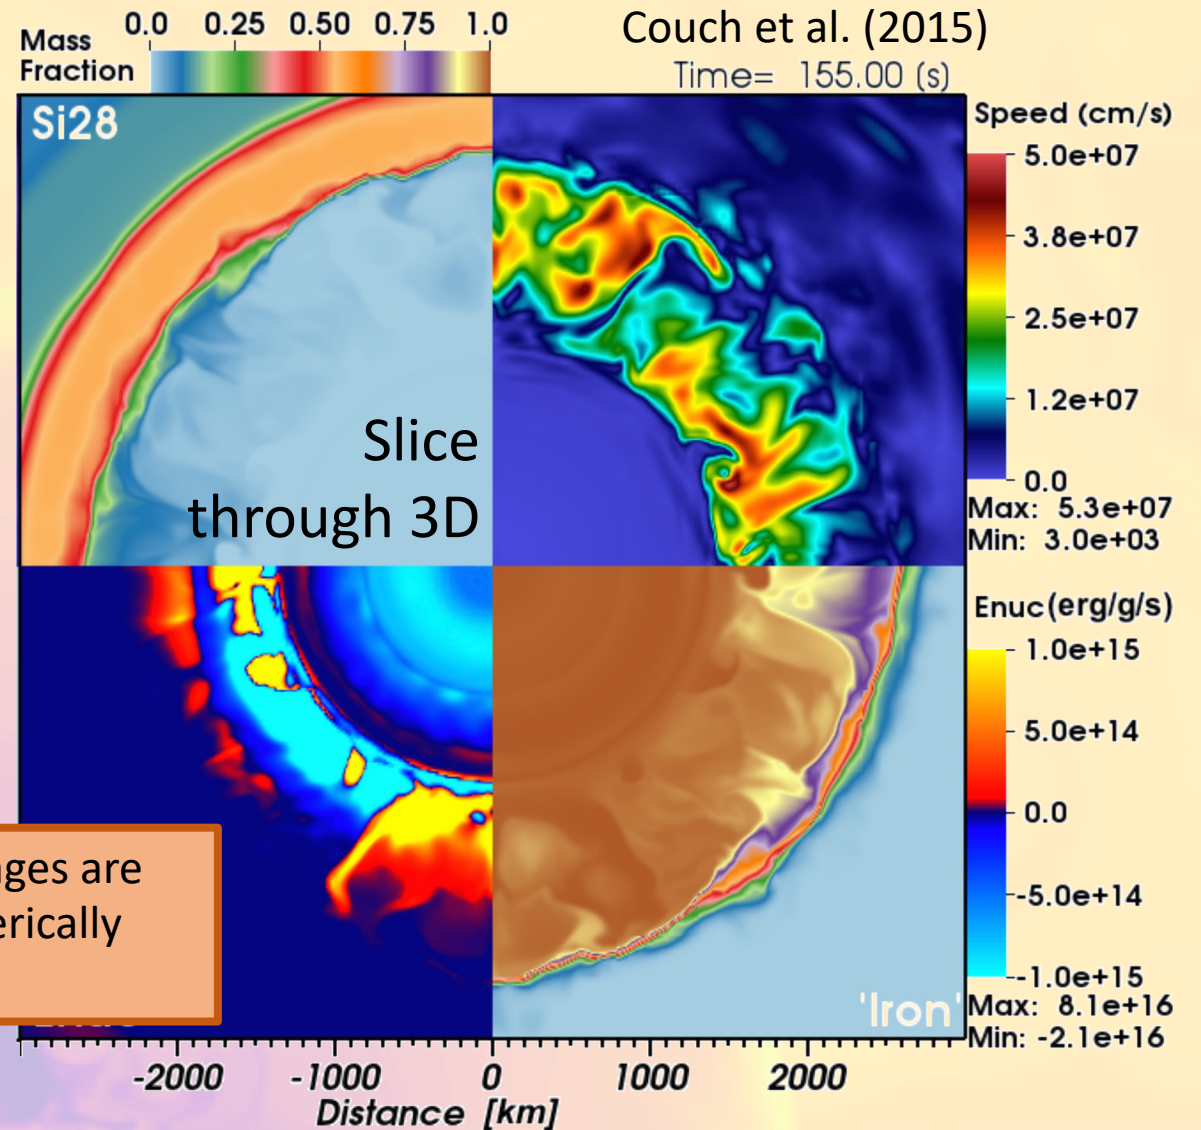 Mass
Fraction
0.0 0.25 0.50 0.75 1.0
Couch et al. (2015)
Time= 155.00 (s)
Si28
Slice
through 3D
Speed (cm/s)
5.0e+07
3.8e+07
2.5e+07
1.2e+07
0.0
Max: 5.3e+07
Min: 3.0e+03
Enuc(erg/g/s)
1.0e+15
5.0e+14
0.0
-5.0e+14
-1.0e+15
Max: 8.1e+16
Min: -2.1e+16
are
'Iron'
-2000 -1000 0 1000 2000
Distance [km]